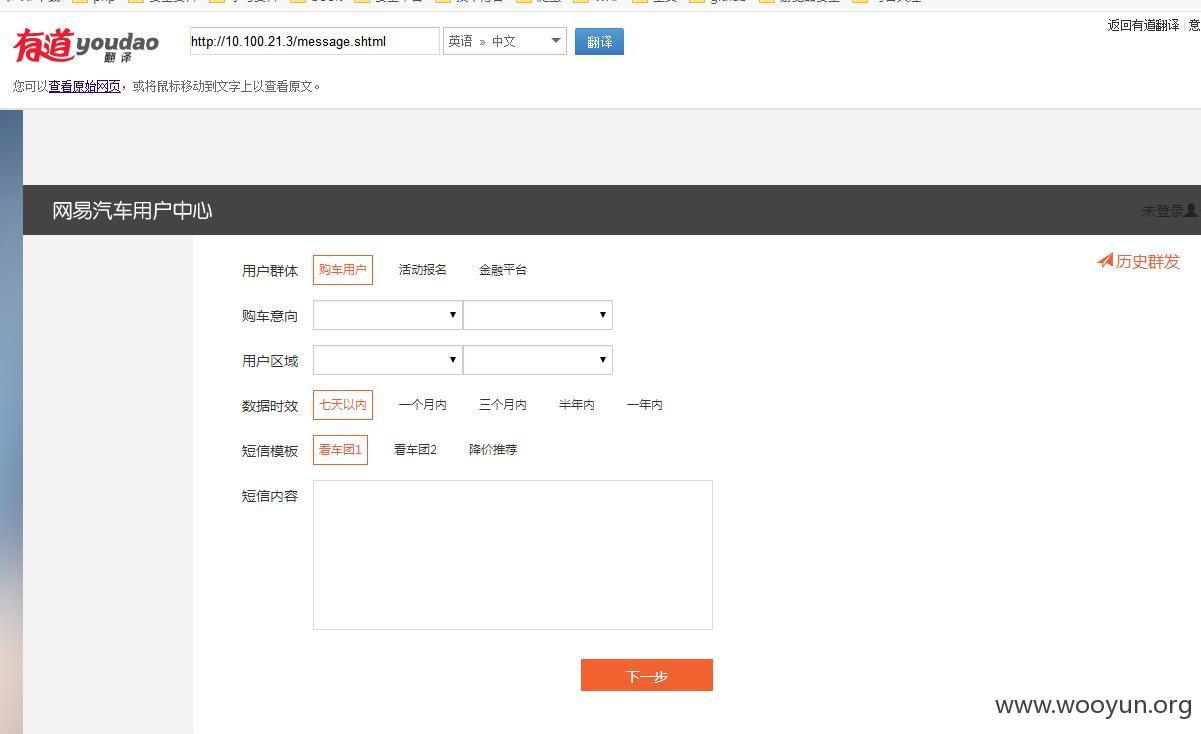 返回有道翻译 意
有道 youdao 翻译
http://10.100.21.3/message.shtml 英语 » 中文 翻译
您可以查看原始网页，或将鼠标移动到文字上以查看原文。
网易汽车用户中心 未登录
用户群体 购车用户 活动报名 金融平台 历史群发
购车意向
用户区域
数据时效 七天以内 一个月内 三个月内 半年内 一年内
短信模板 看车团1 看车团2 降价推荐
短信内容
下一步
www.wooyun.org